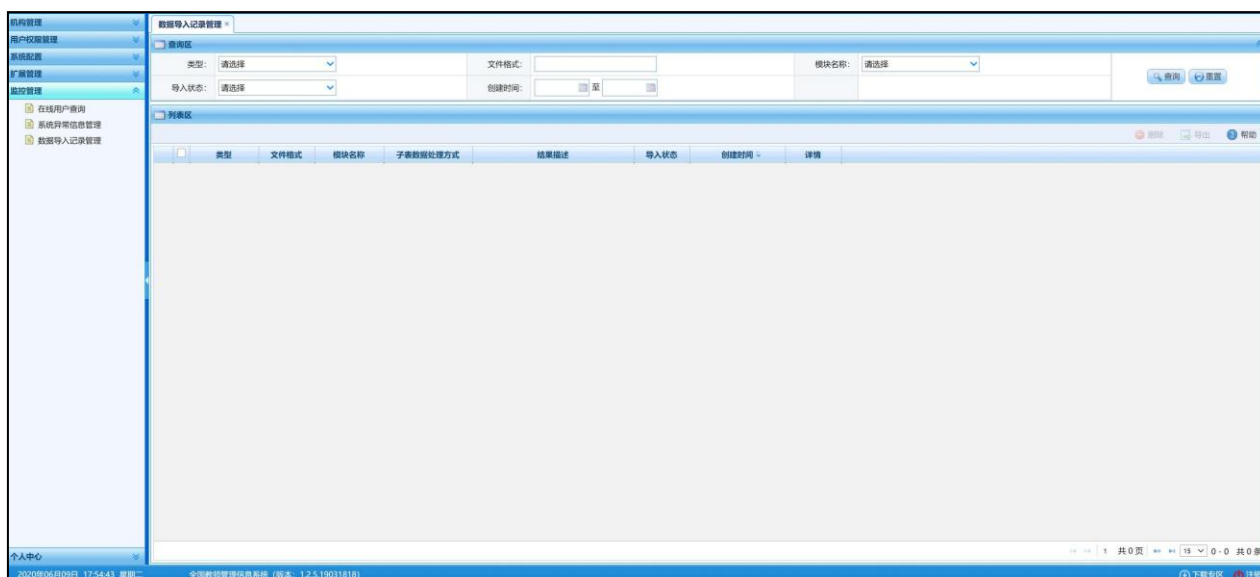 机构管理
用户权限管理
系统配置
扩展管理
监控管理
在线用户查询
系统异常信息管理
数据导入记录管理
个人中心
数据导入记录管理 ×
查询区
类型: 请选择 文件格式: 模块名称: 请选择
导入状态: 请选择 创建时间: 至
查询 重置
列表区
删除 导出 帮助
类型 文件格式 模块名称 子表数据处理方式 结果描述 导入状态 创建时间 详情
1 共0页 15 0-0 共0条
2020年06月09日 17:54:43 星期二 全国教师管理信息系统 (版本: 1.2.5.19031818) 下载专区 注销